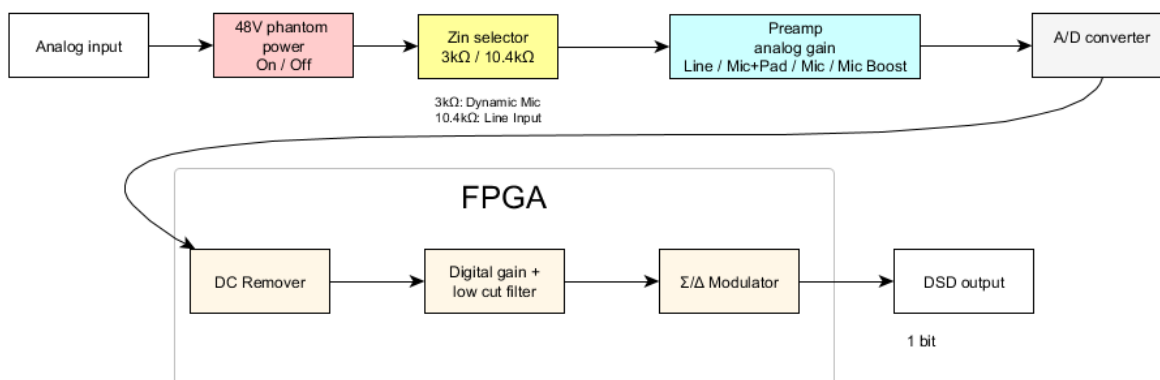 Analog input
48V phantom
power
On / Off
Zin selector
3kΩ / 10.4kΩ
Preamp
analog gain
Line / Mic+Pad / Mic / Mic Boost
A/D converter
3kΩ: Dynamic Mic
10.4kΩ: Line Input
FPGA
DC Remover
Digital gain +
low cut filter
Σ/Δ Modulator
DSD output
1 bit